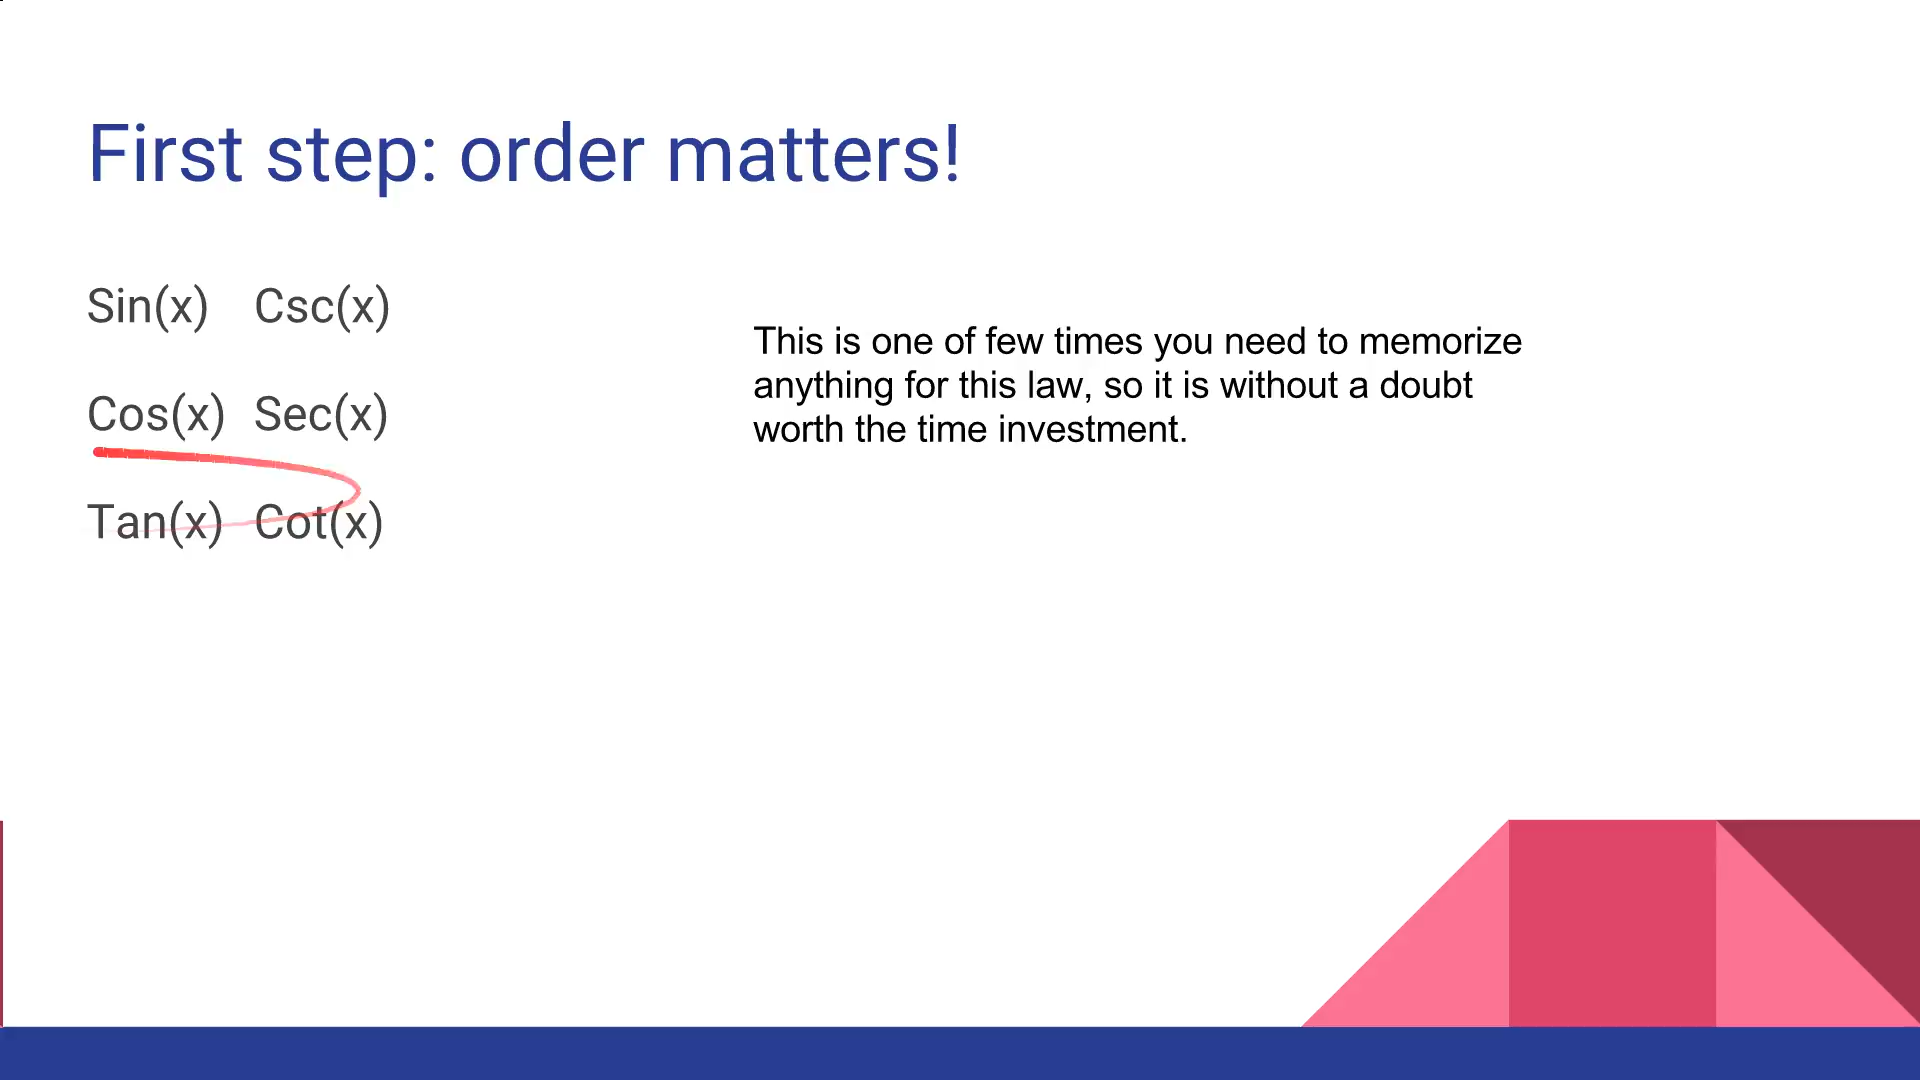 First step: order matters!
Sin(x) Csc(x)
Cos(x) Sec(x)
Tan(x) Cot(x)
This is one of few times you need to memorize
anything for this law, so it is without a doubt
worth the time investment.